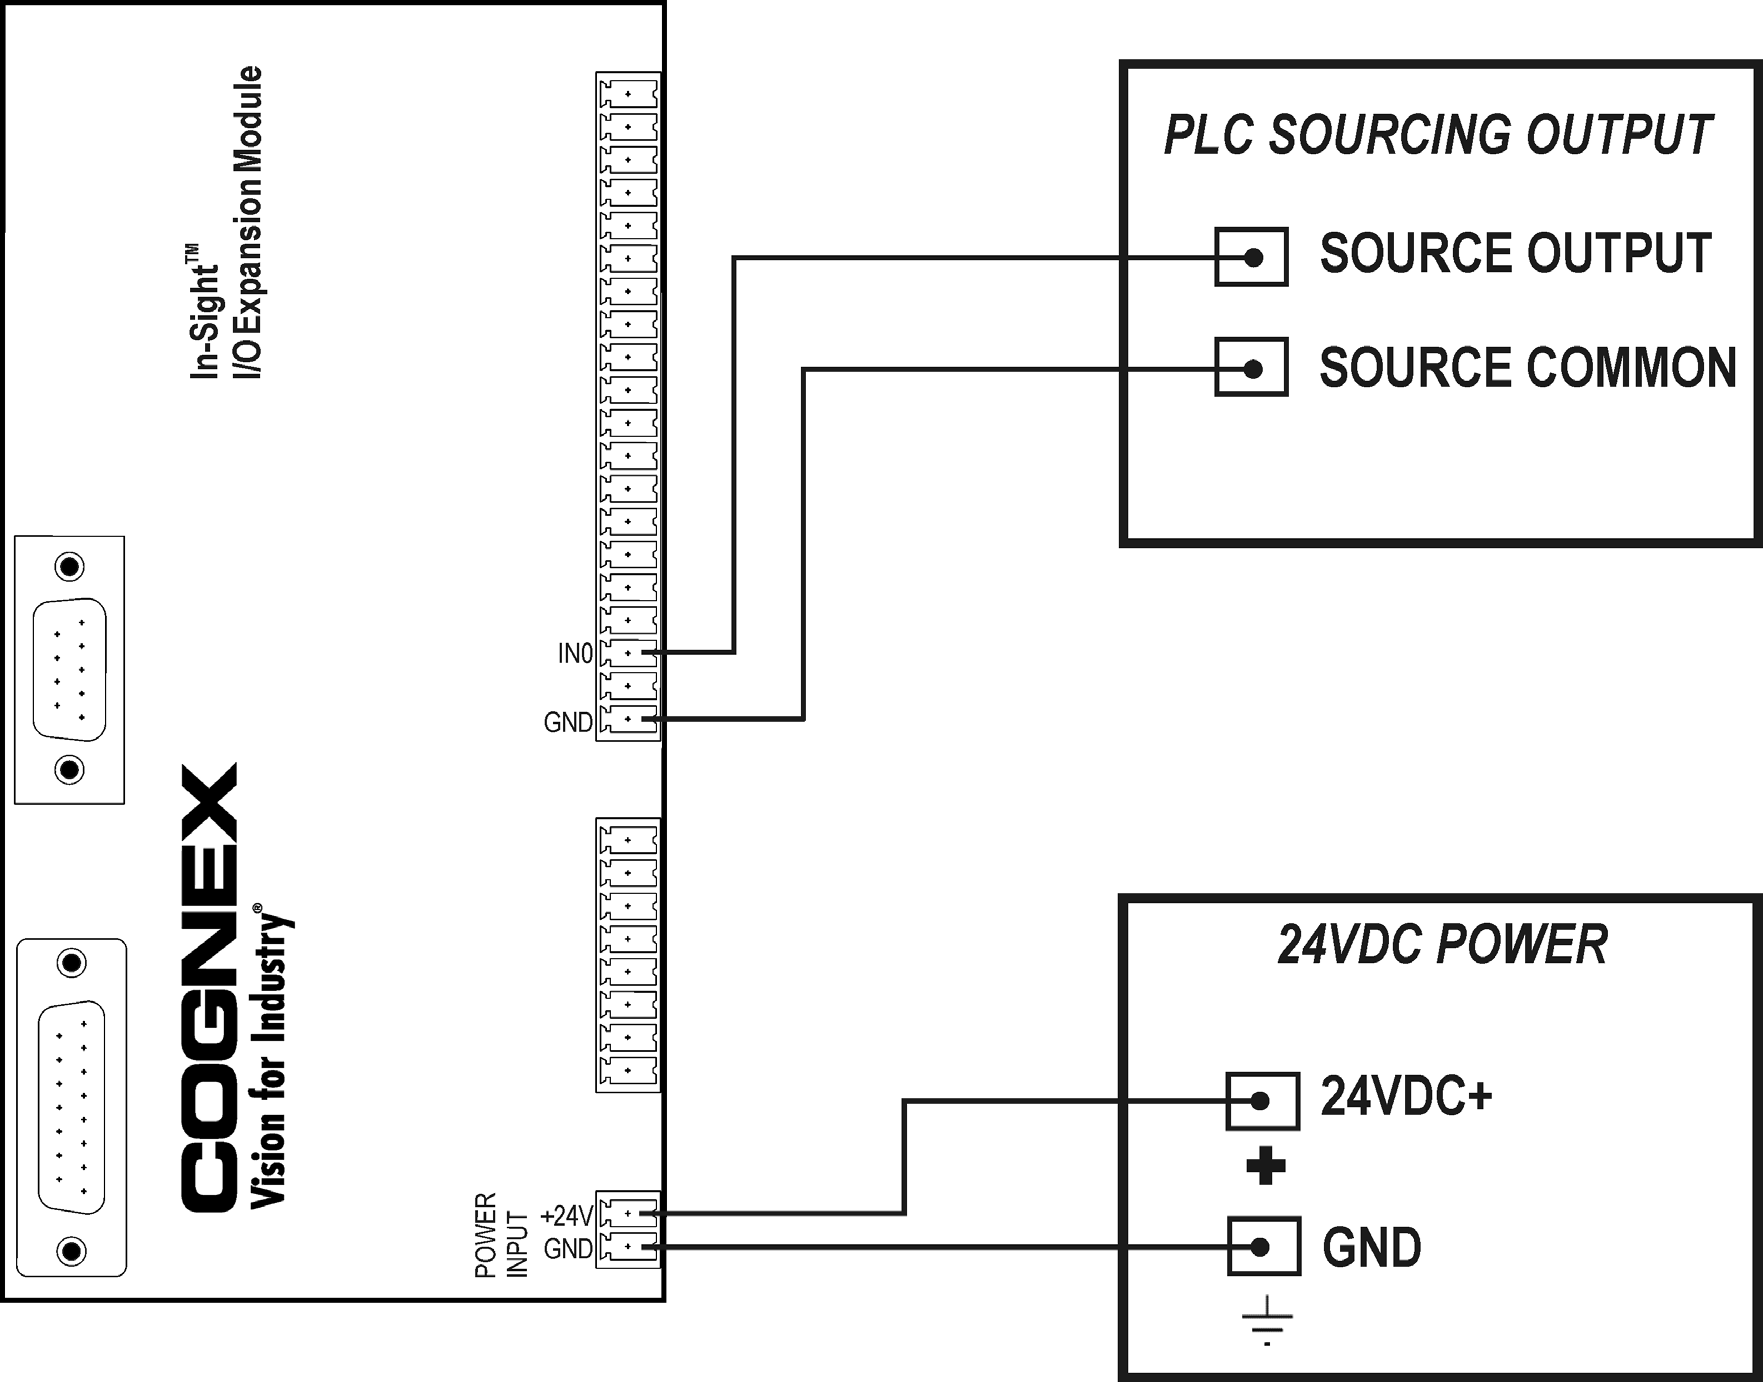 In-Sight™
I/O Expansion Module
PLC SOURCING OUTPUT
SOURCE OUTPUT
SOURCE COMMON
IN0
GND
COGNEX
Vision for Industry®
POWER
INPUT
+24V
GND
24VDC POWER
24VDC+
+
GND